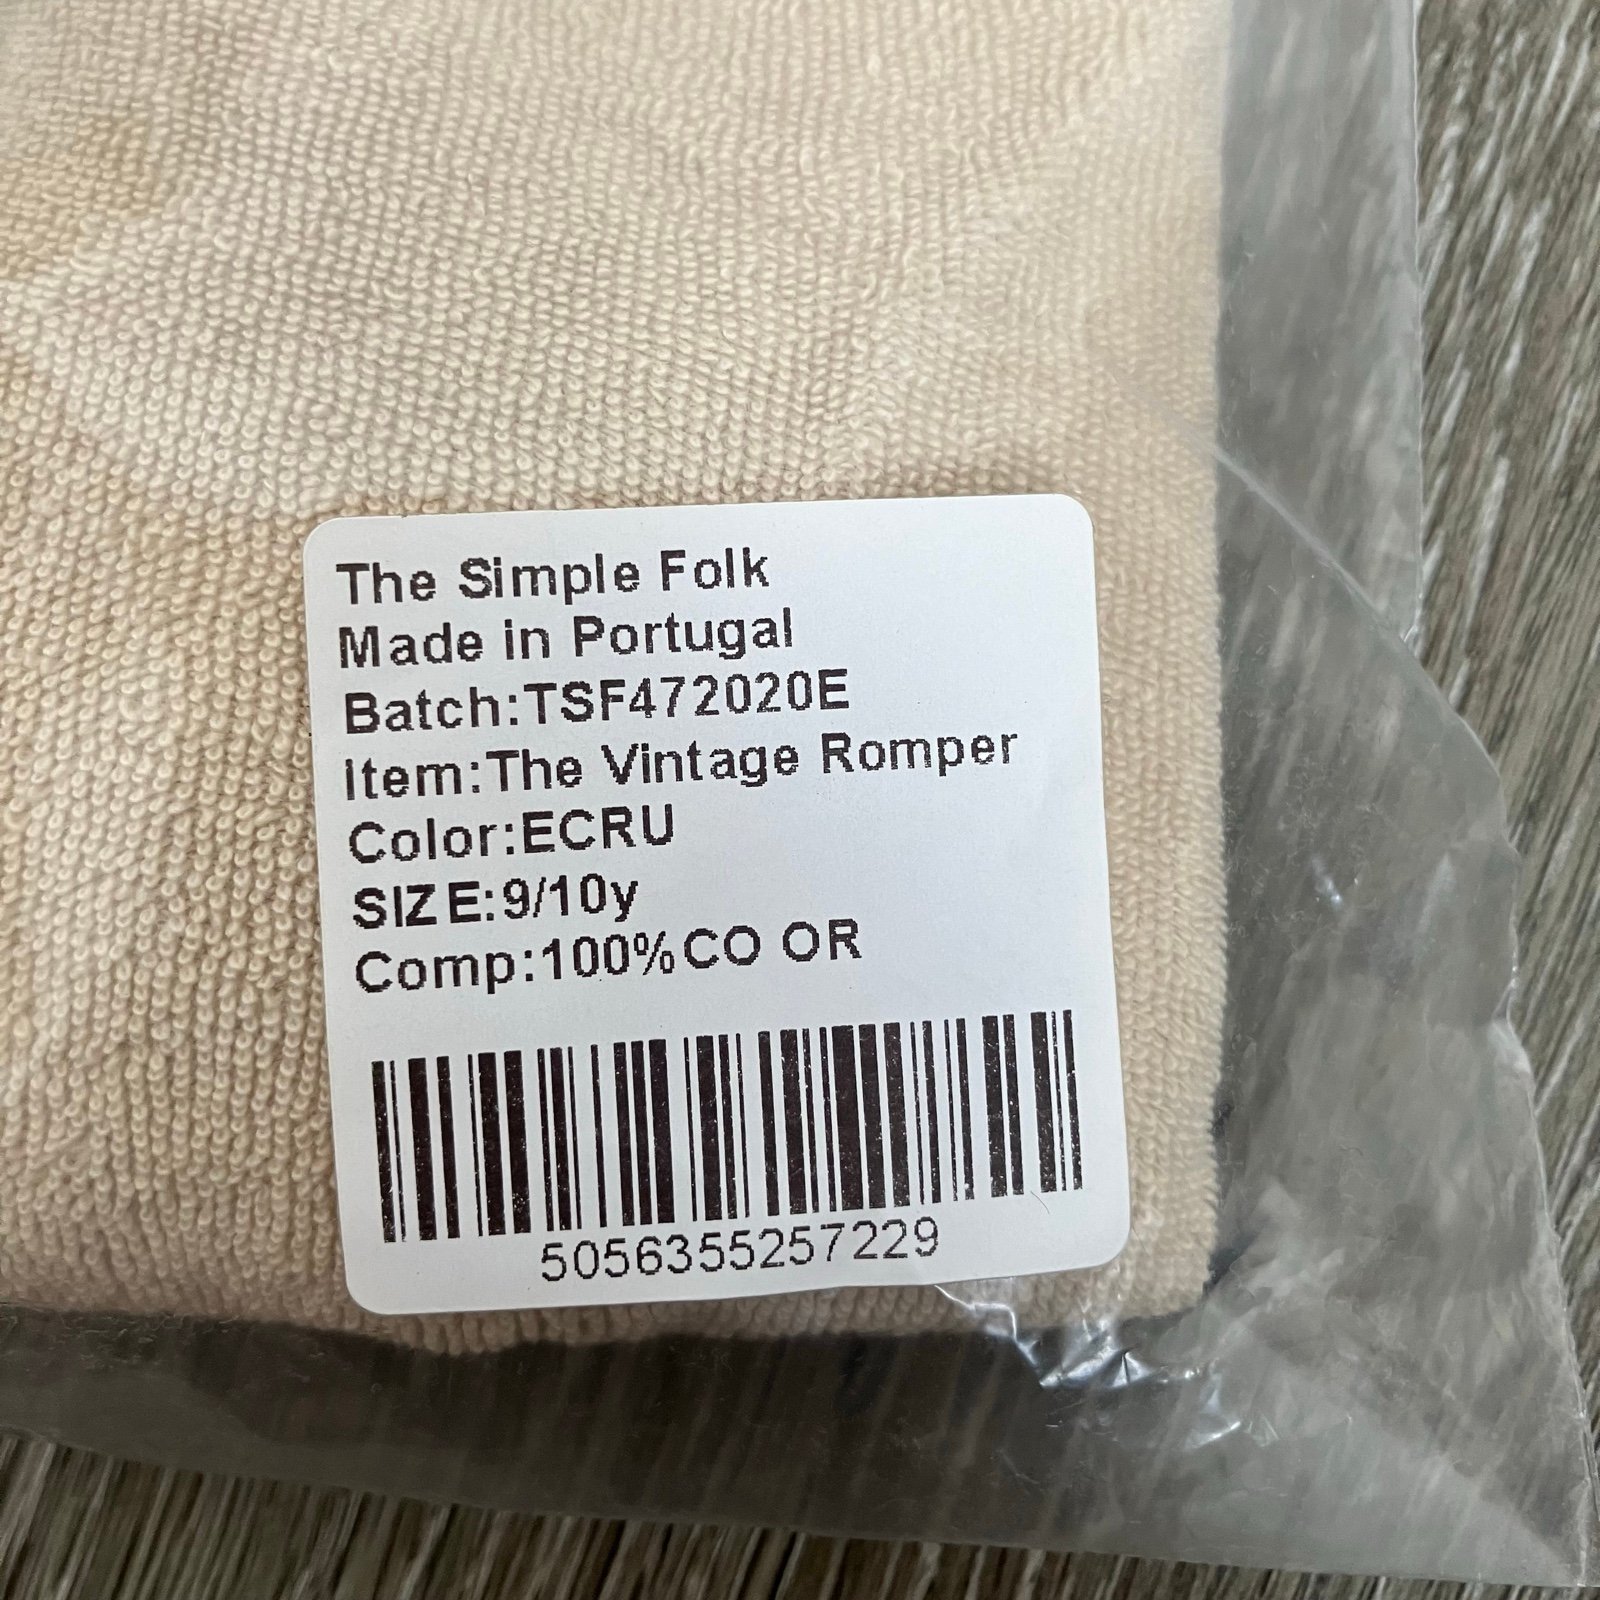 The Simple Folk
Made in Portugal
Batch:TSF472020E
Item:The Vintage Romper
Color:ECRU
SIZE:9/10y
Comp:100%CO OR
5056355257229